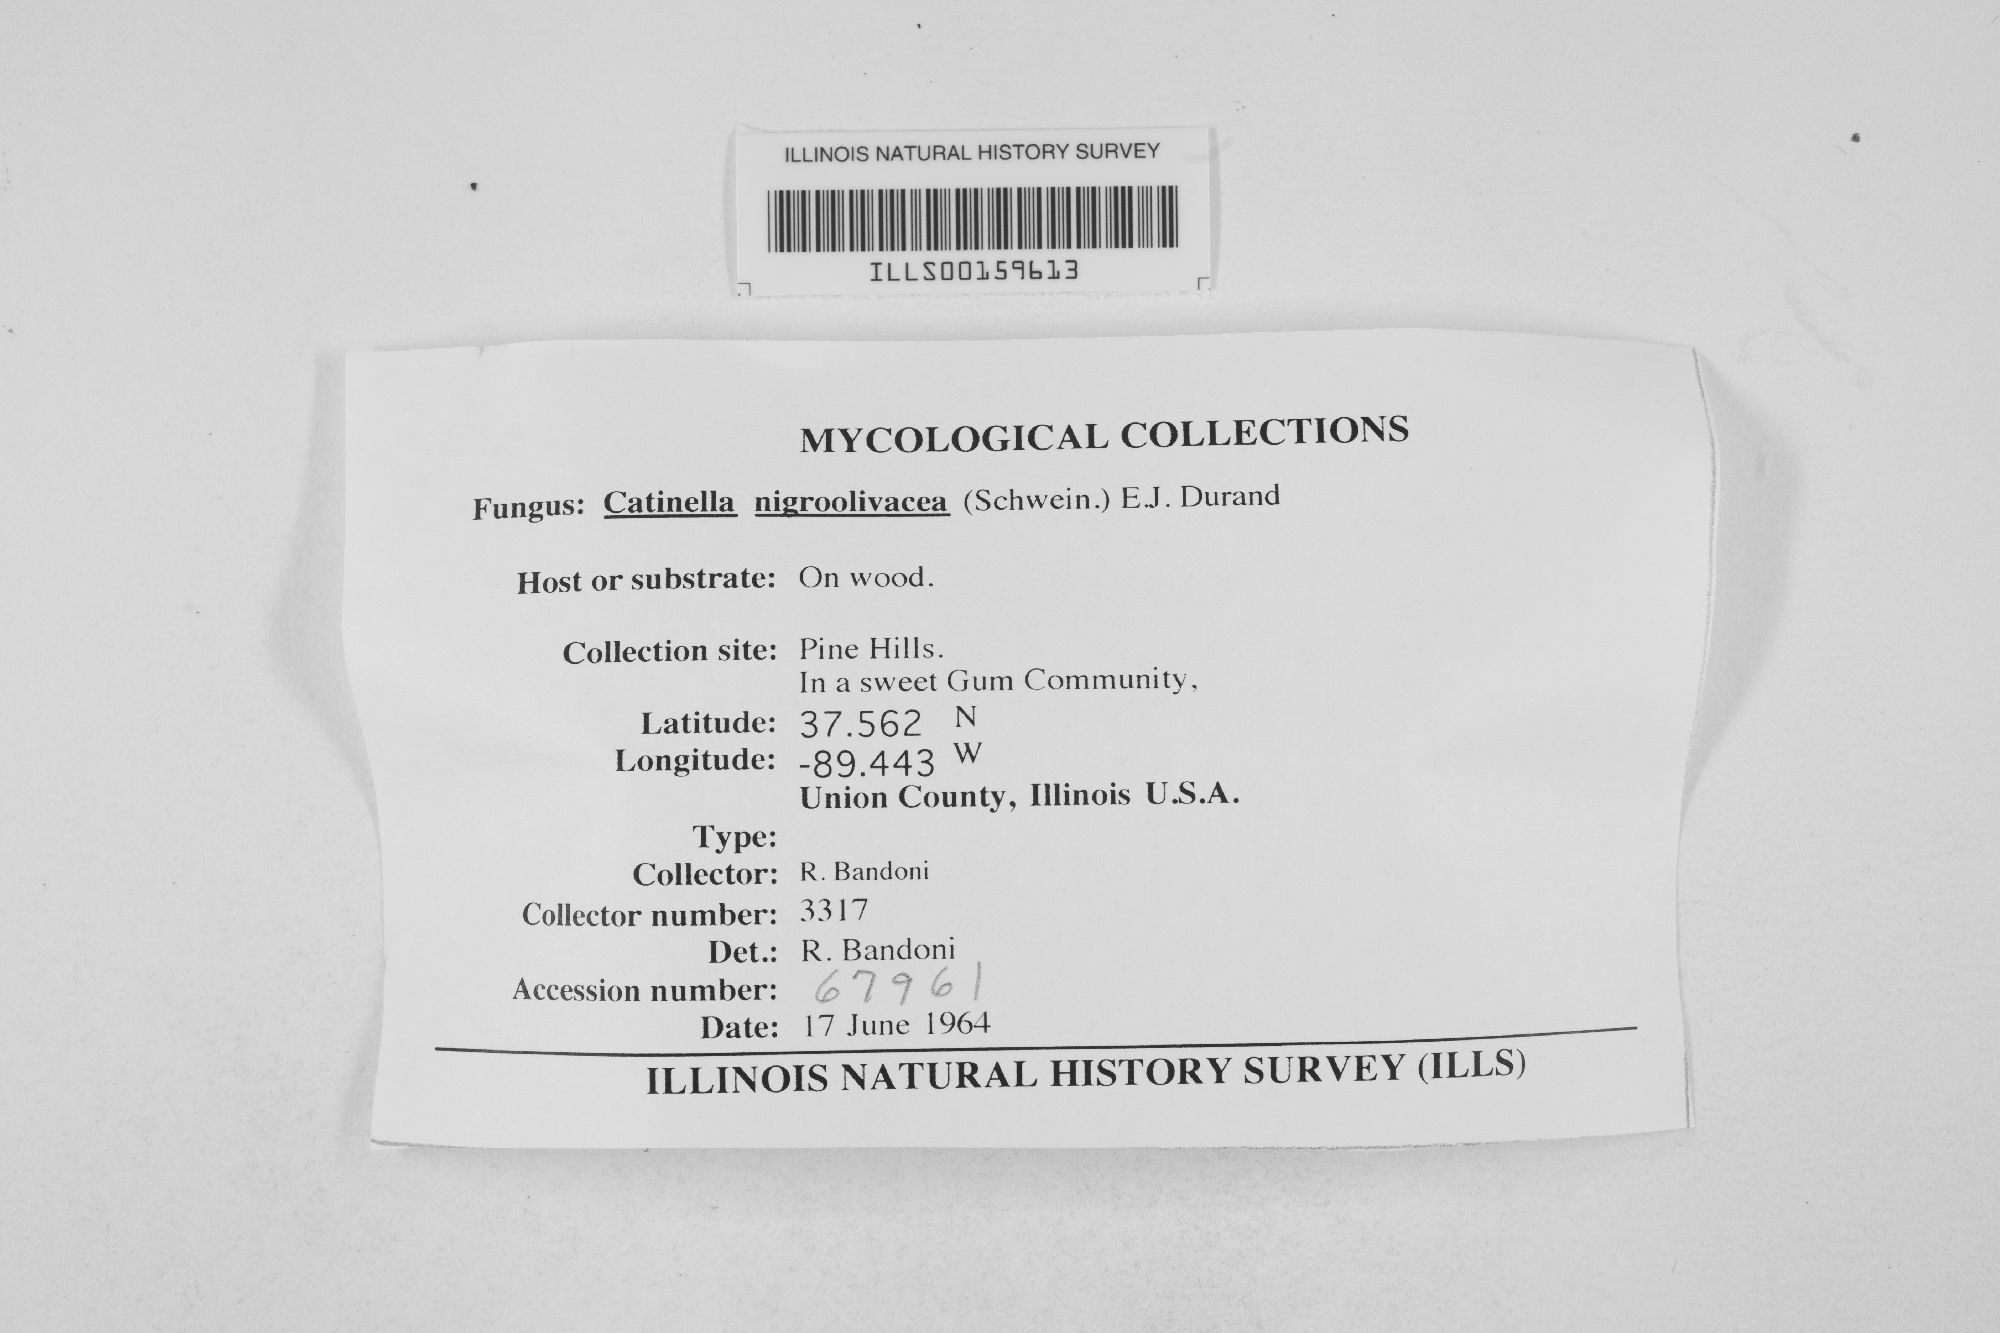 ILLINOIS NATURAL HISTORY SURVEY
ILLS00159613
MYCOLOGICAL COLLECTIONS
Fungus: Catinella nigroolivacea (Schwein.) E.J. Durand
Host or substrate: On wood.
Collection site: Pine Hills.
In a sweet Gum Community,
Latitude: 37.562 N
Longitude: -89.443 W
Union County, Illinois U.S.A.
Type:
Collector: R. Bandoni
Collector number: 3317
Det.: R. Bandoni
Accession number: 67961
Date: 17 June 1964
ILLINOIS NATURAL HISTORY SURVEY (ILLS)